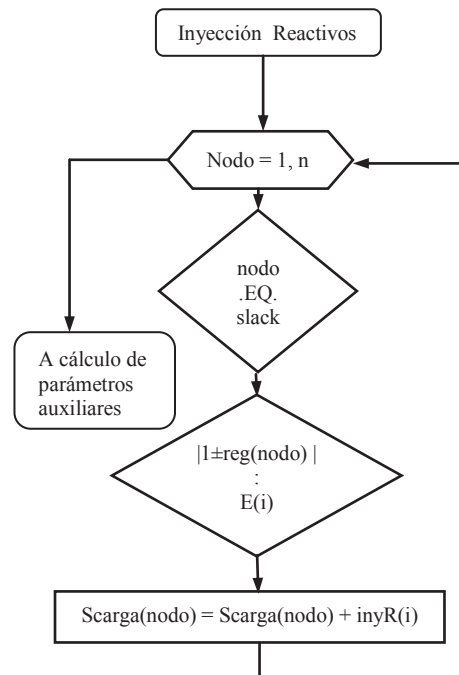 Inyección Reactivos
Nodo = 1, n
nodo
.EQ.
slack
A cálculo de
parámetros
auxiliares
|1±reg(nodo) |
:
E(i)
Scarga(nodo) = Scarga(nodo) + inyR(i)